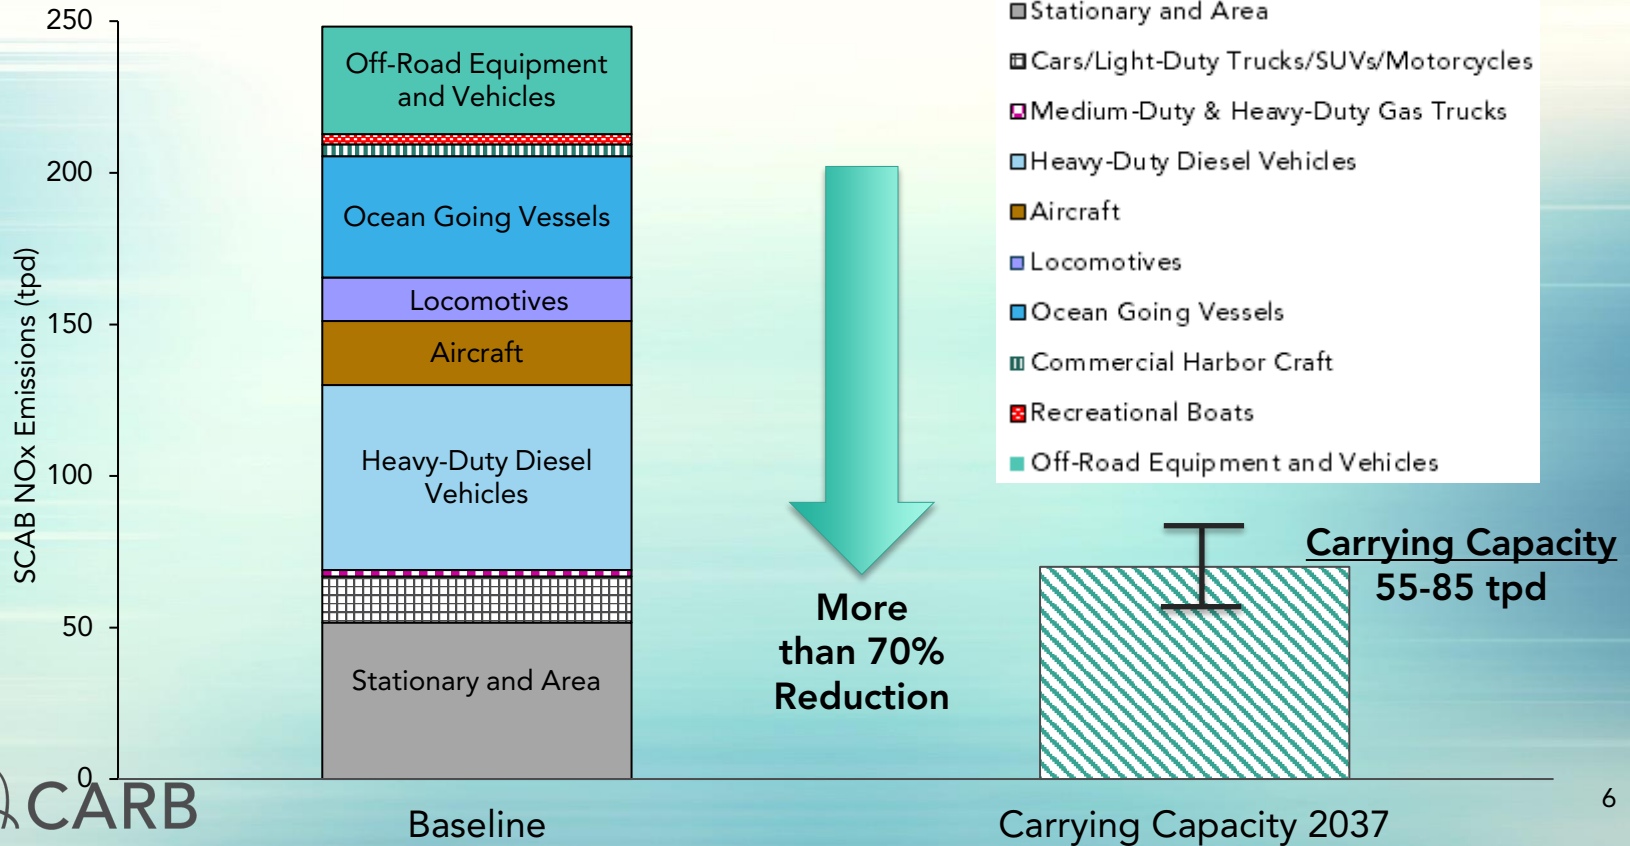 SCAB NOx Emissions (tpd)
250
200
150
100
50
0
Off-Road Equipment
and Vehicles
Ocean Going Vessels
Locomotives
Aircraft
Heavy-Duty Diesel
Vehicles
Stationary and Area
Baseline
More
than 70%
Reduction
Stationary and Area
Cars/Light-Duty Trucks/SUVs/Motorcycles
Medium-Duty & Heavy-Duty Gas Trucks
Heavy-Duty Diesel Vehicles
Aircraft
Locomotives
Ocean Going Vessels
Commercial Harbor Craft
Recreational Boats
Off-Road Equipment and Vehicles
Carrying Capacity
55-85 tpd
Carrying Capacity 2037
CARB
6